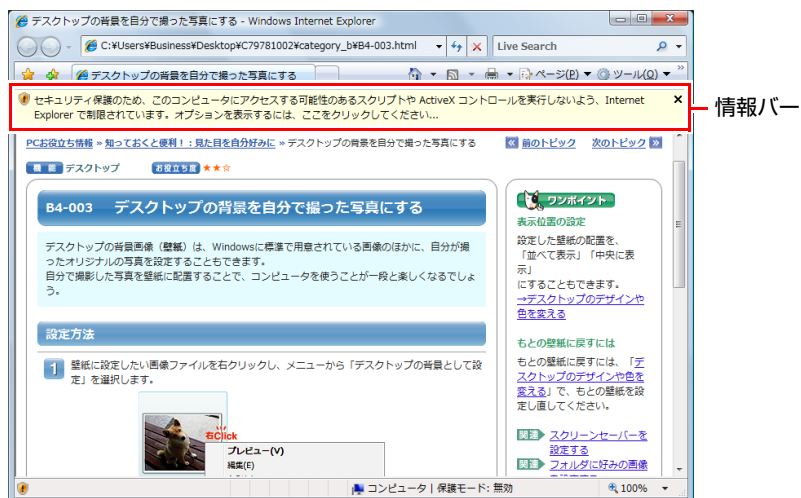 デスクトップの背景を自分で撮った写真にする - Windows Internet Explorer
C:¥Users¥Business¥Desktop¥C79781002¥category_b¥B4-003.html
Live Search
デスクトップの背景を自分で撮った写真にする
ページ(P)
ツール(O)
セキュリティ保護のため、このコンピュータにアクセスする可能性のあるスクリプトや ActiveX コントロールを実行しないよう、Internet
Explorer で制限されています。オプションを表示するには、ここをクリックしてください...
情報バー
PCお役立ち情報 » 知っておくと便利！：見た目を自分好みに » デスクトップの背景を自分で撮った写真にする
前のトピック 次のトピック
機 能 デスクトップ お役立ち度 ★★☆
B4-003 デスクトップの背景を自分で撮った写真にする
デスクトップの背景画像（壁紙）は、Windowsに標準で用意されている画像のほかに、自分が撮
ったオリジナルの写真を設定することもできます。
自分で撮影した写真を壁紙に配置することで、コンピュータを使うことが一段と楽しくなるでしょ
う。
設定方法
1 壁紙に設定したい画像ファイルを右クリックし、メニューから「デスクトップの背景として設
定」を選択します。
右Click
プレビュー(V)
編集(E)
ワンポイント
表示位置の設定
設定した壁紙の配置を、
「並べて表示」「中央に表
示」
にすることもできます。
→デスクトップのデザインや
色を変える
もとの壁紙に戻すには
もとの壁紙に戻すには、「デ
スクトップのデザインや色を
変える」で、もとの壁紙を設
定し直してください。
関連 スクリーンセーバーを
設定する
関連 フォルダに好みの画像
コンピュータ | 保護モード: 無効
100%